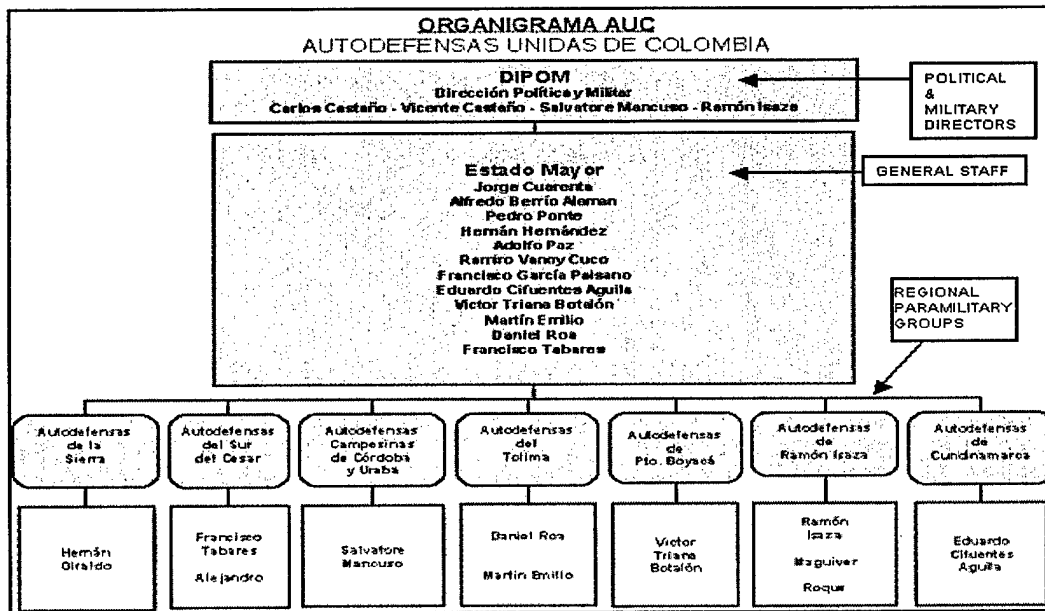 ORGANIGRAMA AUC
AUTODEFENSAS UNIDAS DE COLOMBIA
DIPOM
Dirección Política y Militar
Carlos Castaño - Vicente Castaño - Salvatore Mancuso - Ramón Isaza
POLITICAL
&
MILITARY
DIRECTORS
Estado Mayor
Jorge Cuarenta
Alfredo Berrío Aleman
Pedro Ponte
Hernán Hernández
Adolfo Paz
Ramiro Vanoy Cuco
Francisco García Paisano
Eduardo Cifuentes Aguila
Victor Triana Botalón
Martín Emilio
Daniel Roa
Francisco Tabares
GENERAL STAFF
REGIONAL
PARAMILITARY
GROUPS
Autodefensas
de la
Sierra
Autodefensas
del Sur
del Cesar
Autodefensas
Campesinas
de Córdoba
y Urabá
Autodefensas
del
Tolima
Autodefensas
de
Pto. Boyacá
Autodefensas
de
Ramón Isaza
Autodefensas
de
Cundinamarca
Hernán
Giraldo
Francisco
Tabares
Alejandro
Salvatore
Mancuso
Daniel Roa
Martin Emilio
Victor
Triana
Botalón
Ramón
Isaza
Maguiver
Roque
Eduardo
Cifuentes
Aguila